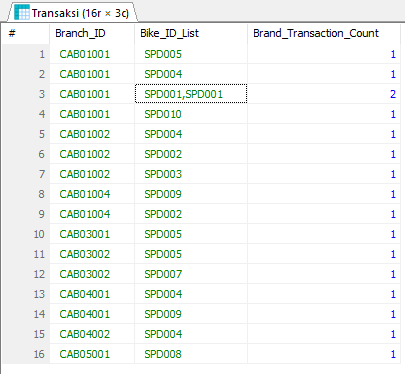 Transaksi (16r × 3c)
# Branch_ID Bike_ID_List Brand_Transaction_Count
1 CAB01001 SPD005 1
2 CAB01001 SPD004 1
3 CAB01001 SPD001,SPD001 2
4 CAB01001 SPD010 1
5 CAB01002 SPD004 1
6 CAB01002 SPD002 1
7 CAB01002 SPD003 1
8 CAB01004 SPD009 1
9 CAB01004 SPD002 1
10 CAB03001 SPD005 1
11 CAB03002 SPD005 1
12 CAB03002 SPD007 1
13 CAB04001 SPD004 1
14 CAB04001 SPD009 1
15 CAB04002 SPD004 1
16 CAB05001 SPD008 1